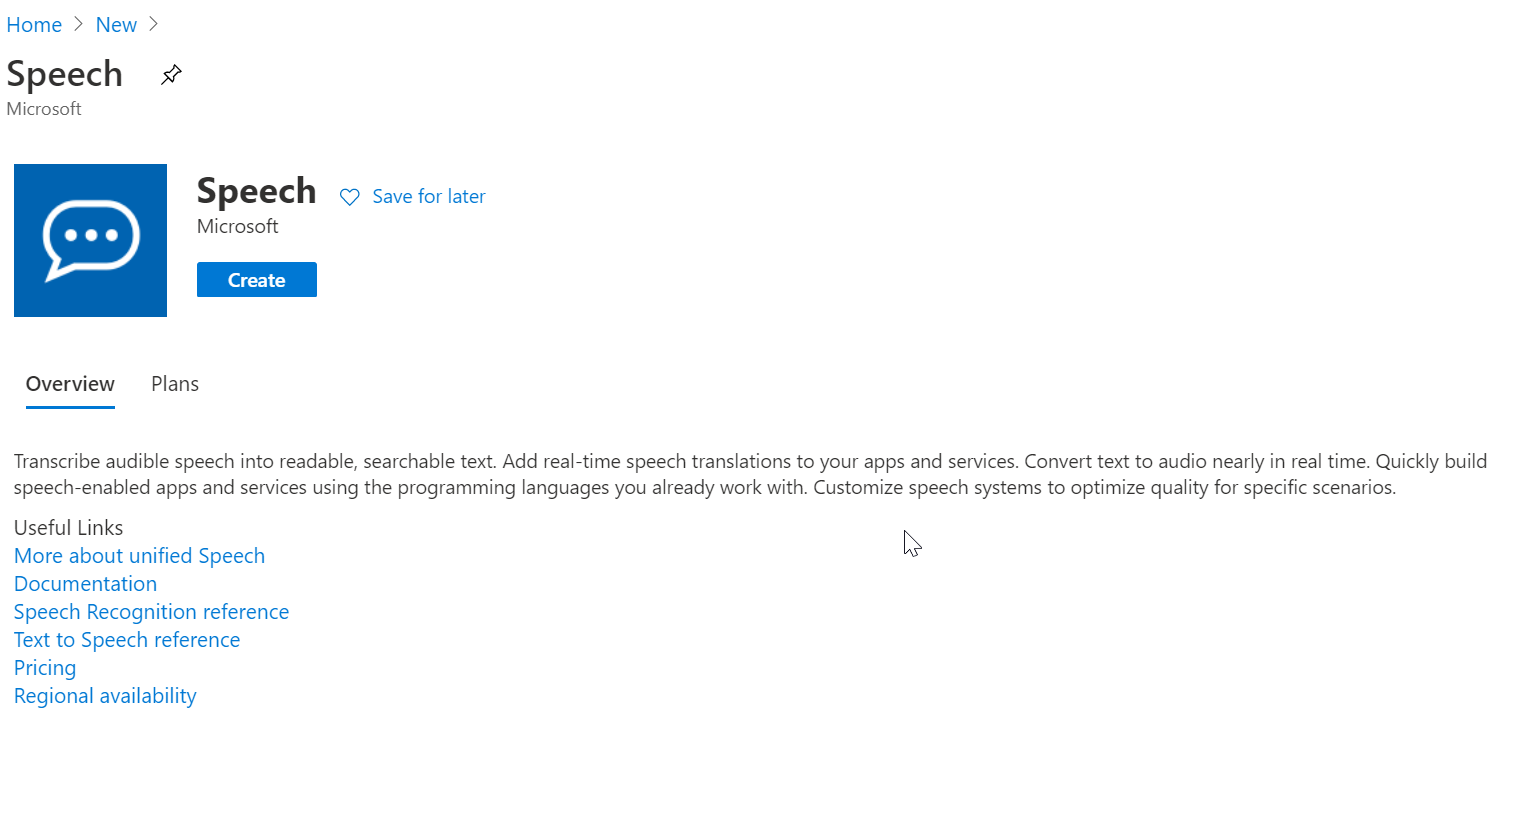 Home > New >
Speech
Microsoft
Speech Save for later
Microsoft
Create
Overview Plans
Transcribe audible speech into readable, searchable text. Add real-time speech translations to your apps and services. Convert text to audio nearly in real time. Quickly build
speech-enabled apps and services using the programming languages you already work with. Customize speech systems to optimize quality for specific scenarios.
Useful Links
More about unified Speech
Documentation
Speech Recognition reference
Text to Speech reference
Pricing
Regional availability